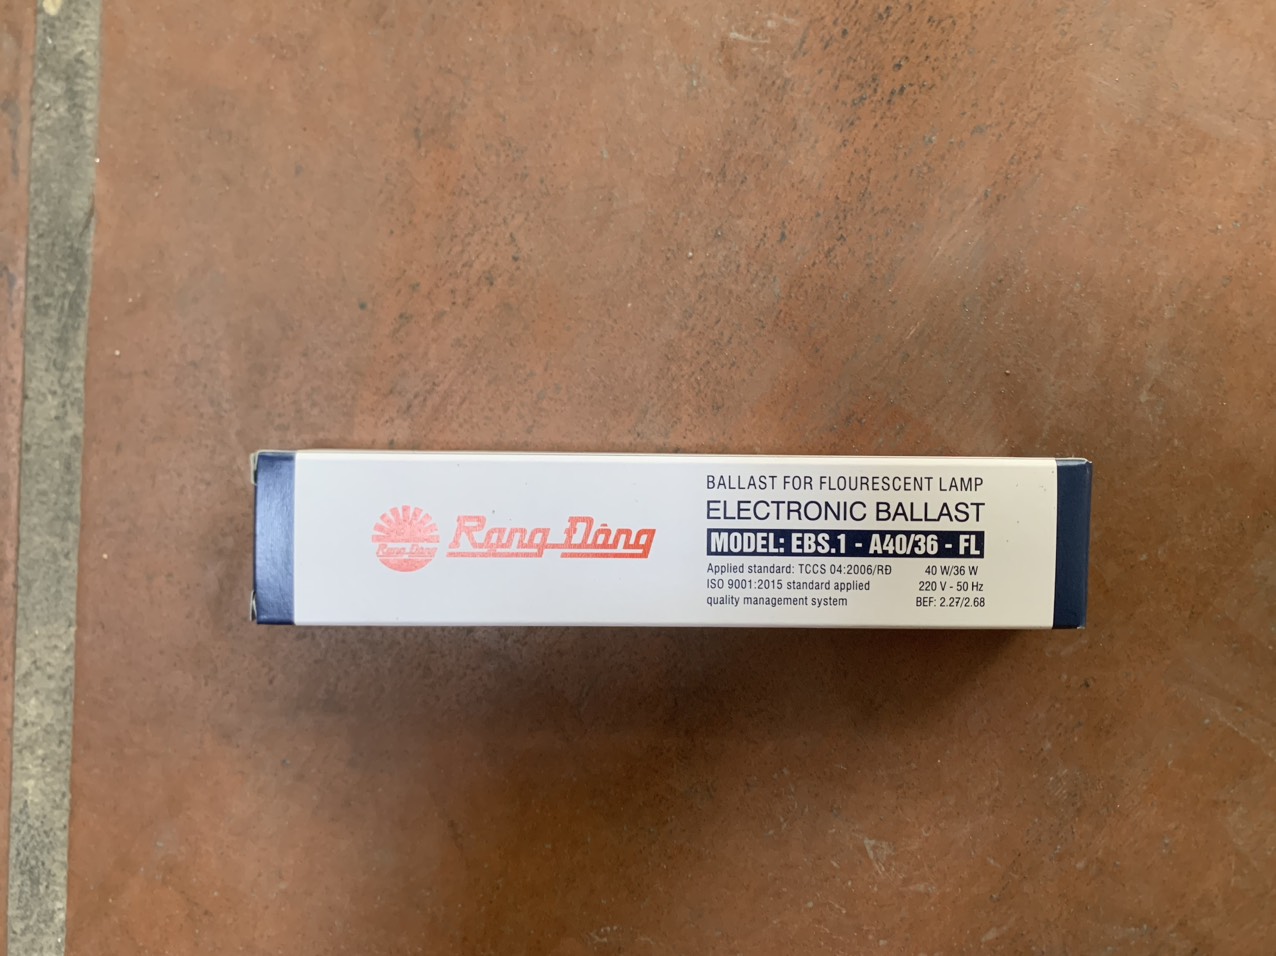 Rạng Đông
Rạng Đông
BALLAST FOR FLOURESCENT LAMP
ELECTRONIC BALLAST
MODEL: EBS.1 - A40/36 - FL
Applied standard: TCCS 04:2006/RĐ 40 W/36 W
ISO 9001:2015 standard applied 220 V - 50 Hz
quality management system BEF: 2.27/2.68